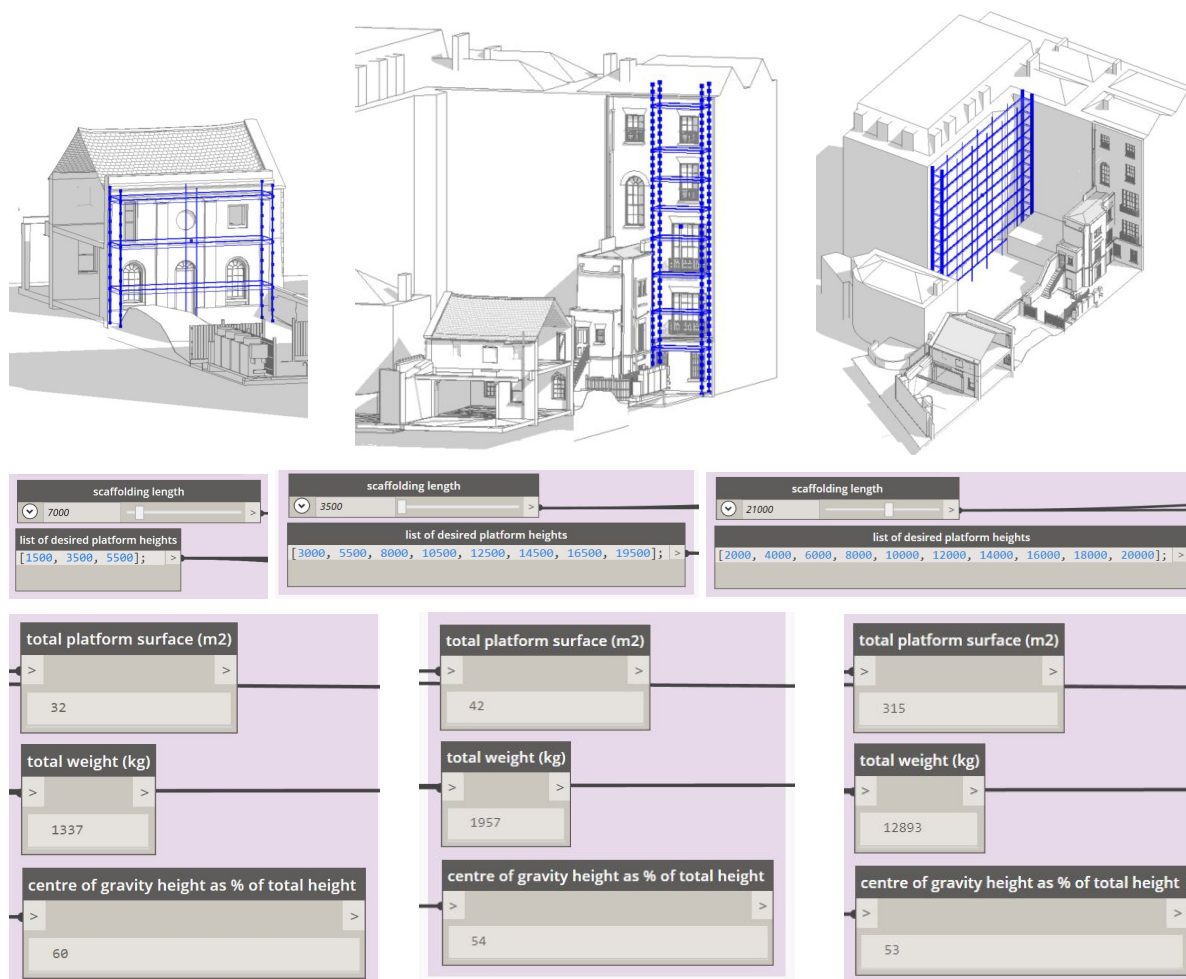 scaffolding length
7000
>
list of desired platform heights
[1500, 3500, 5500];
>
scaffolding length
3500
>
list of desired platform heights
[3000, 5500, 8000, 10500, 12500, 14500, 16500, 19500];
>
scaffolding length
21000
>
list of desired platform heights
[2000, 4000, 6000, 8000, 10000, 12000, 14000, 16000, 18000, 20000];
>
total platform surface (m2)
> >
32
total weight (kg)
> >
1337
centre of gravity height as % of total height
> >
60
total platform surface (m2)
> >
42
total weight (kg)
> >
1957
centre of gravity height as % of total height
> >
54
total platform surface (m2)
> >
315
total weight (kg)
> >
12893
centre of gravity height as % of total height
> >
53